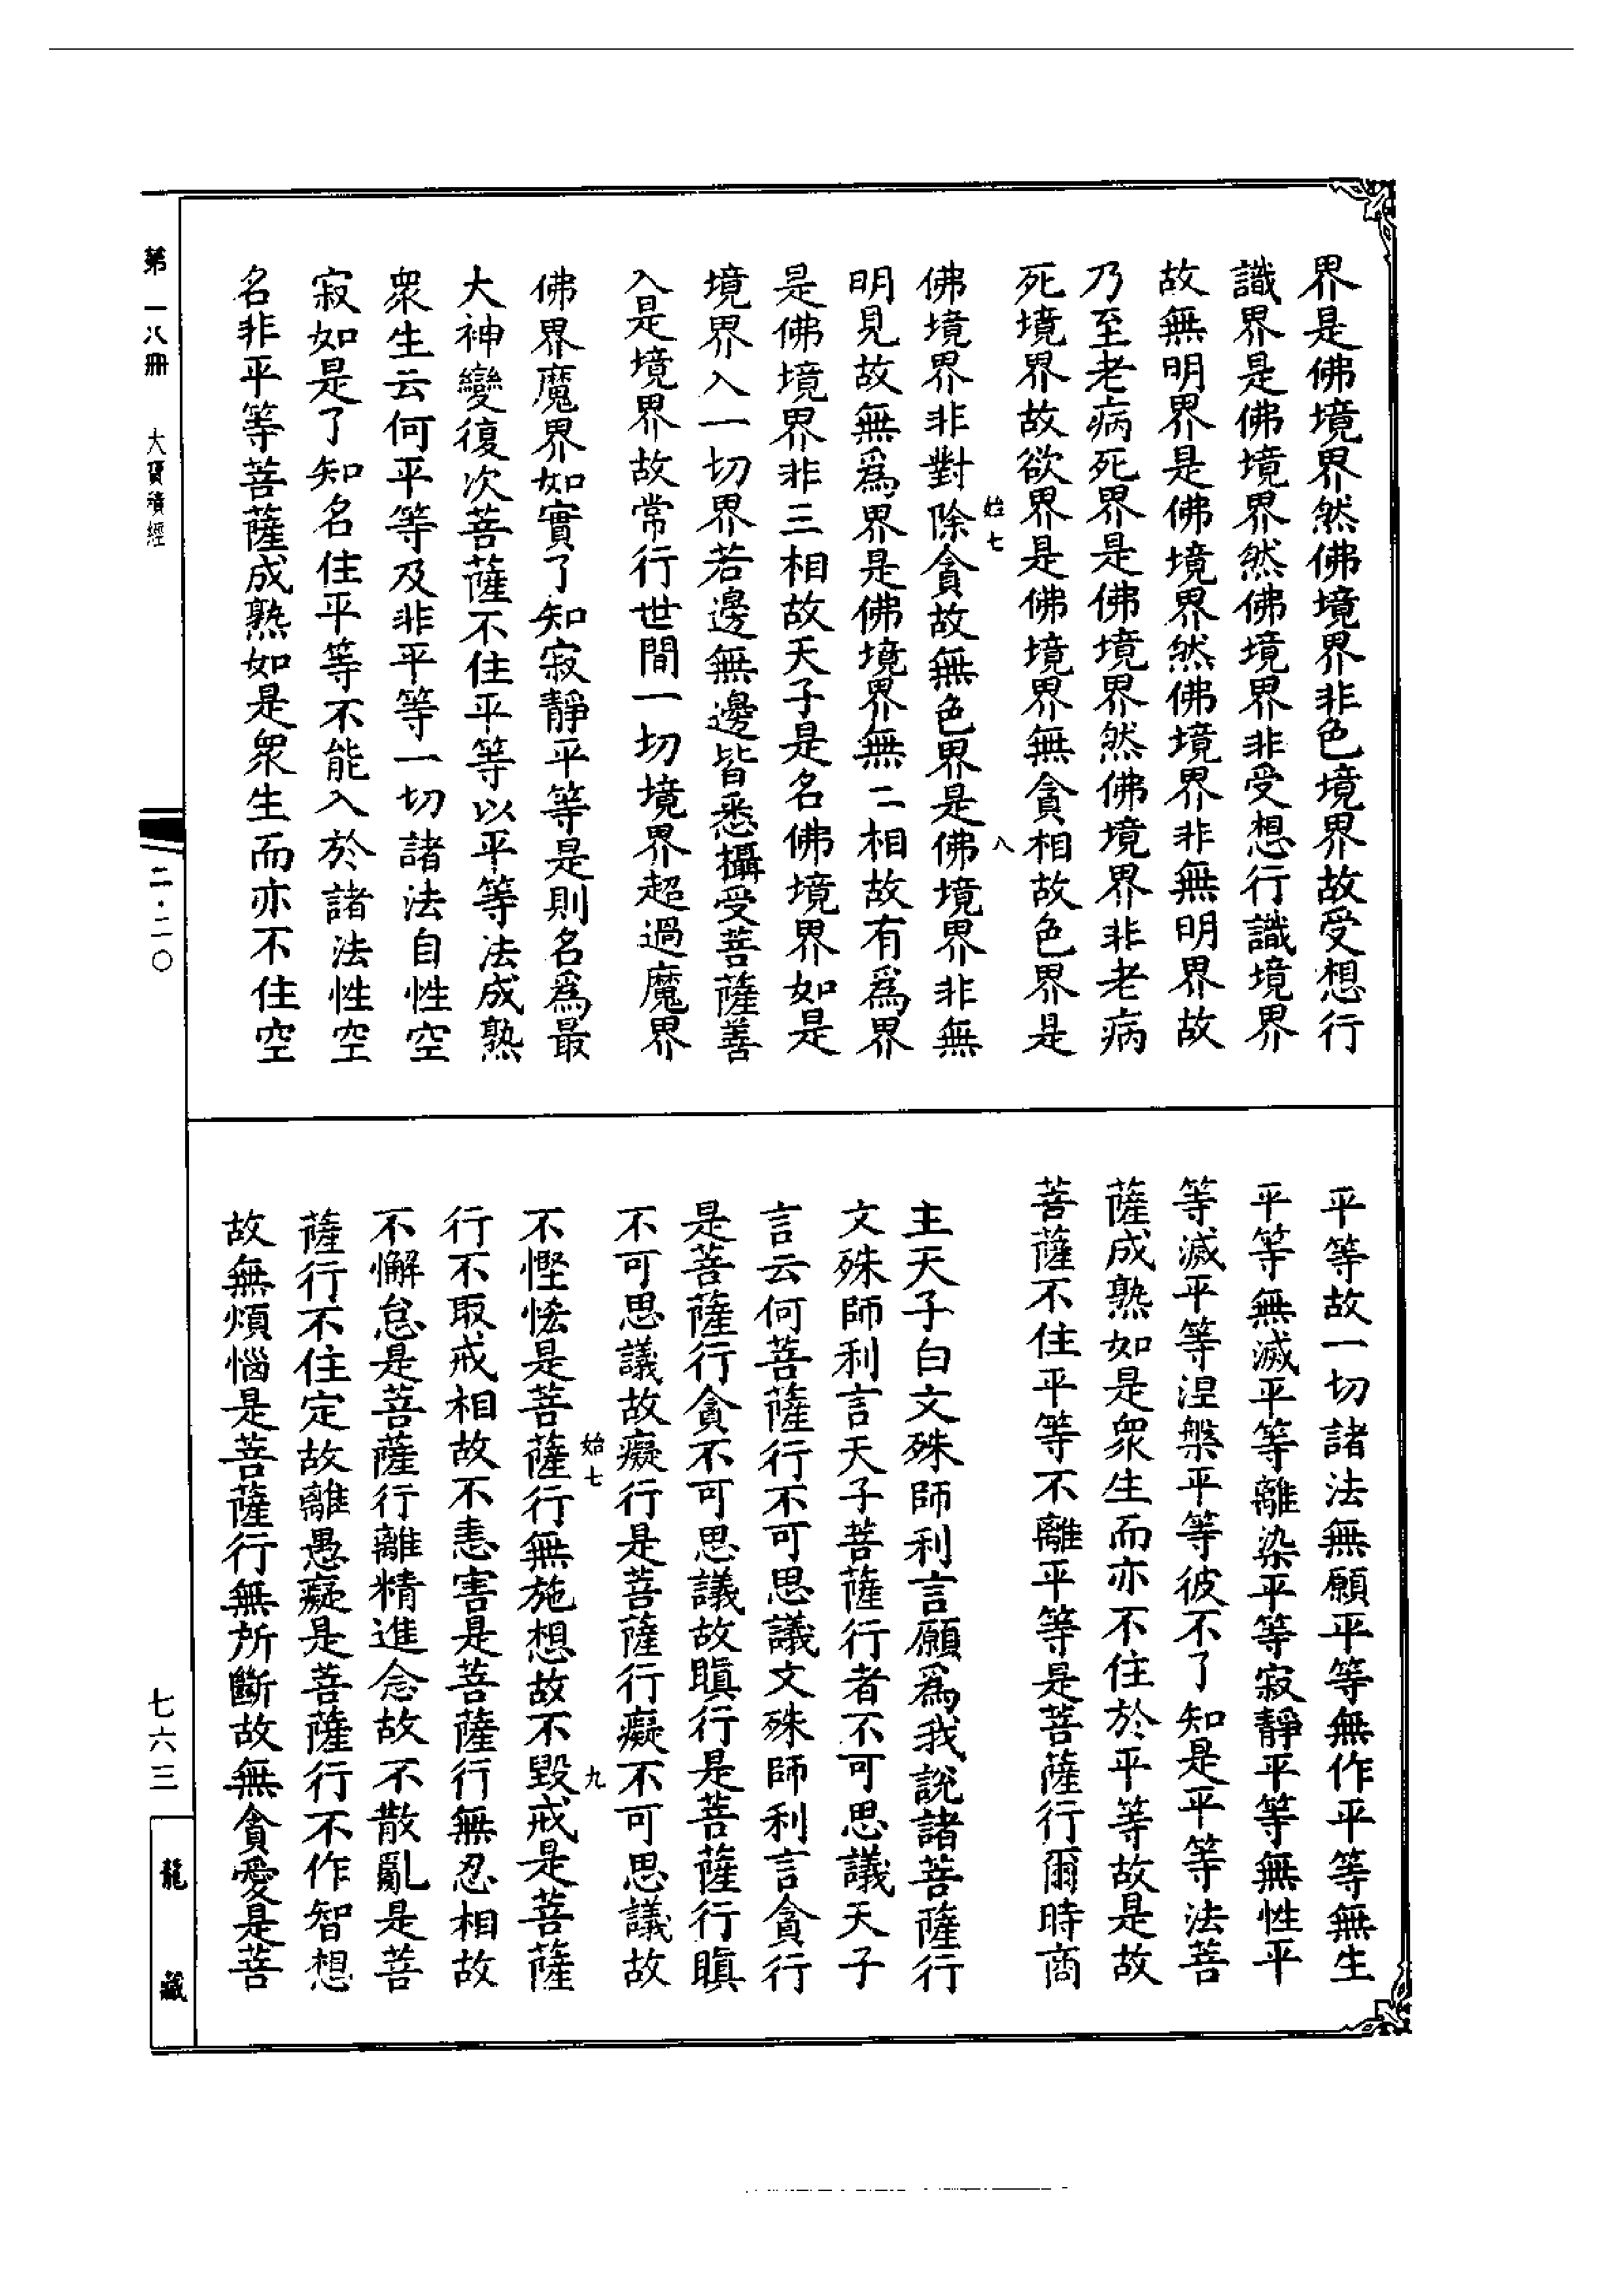 界是佛境界然佛境界非色境界故受想行
識界是佛境界然佛境界非受想行識境界
故無明界是佛境界然佛境界非無明界故
乃至老病死界是佛境界然佛境界非老病
死境界故欲界是佛境界無貪相故色界是
始七 八
佛境界非對除貪故無色界是佛境界非無
明見故無爲界是佛境界無二相故有爲界
是佛境界非三相故天子是名佛境界如是
境界入一切界若邊無邊皆悉攝受菩薩善
入是境界故常行世間一切境界超過魔界
佛界魔界如實了知寂靜平等是則名爲最
大神變復次菩薩不住平等以平等法成熟
衆生云何平等及非平等一切諸法自性空
寂如是了知名住平等不能入於諸法性空
名非平等菩薩成熟如是衆生而亦不住空
平等故一切諸法無願平等無作平等無生
平等無滅平等離染平等寂靜平等無性平
等滅平等涅槃平等彼不了知是平等法菩
薩成熟如是衆生而亦不住於平等故是故
菩薩不住平等不離平等是菩薩行爾時商
主天子白文殊師利言願爲我說諸菩薩行
文殊師利言天子菩薩行者不可思議天子
言云何菩薩行不可思議文殊師利言貪行
是菩薩行貪不可思議故瞋行是菩薩行瞋
不可思議故癡行是菩薩行癡不可思議故
始七 九
不慳悋是菩薩行無施想故不毀戒是菩薩
行不取戒相故不恚害是菩薩行無忍相故
不懈怠是菩薩行離精進念故不散亂是菩
薩行不住定故離愚癡是菩薩行不作智想
故無煩惱是菩薩行無所斷故無貪愛是菩
第一八冊 大寶積經 二·二〇 七六三
龍藏